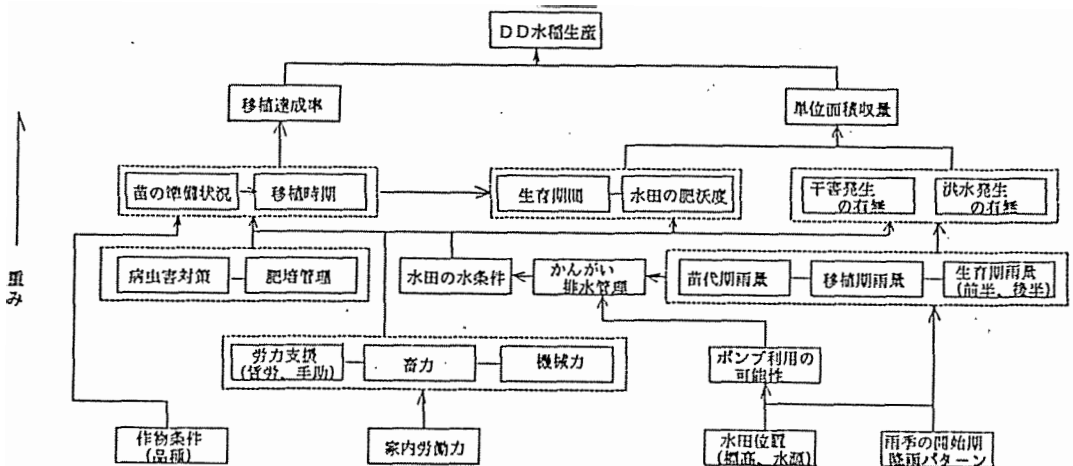 DD水稲生産
移植達成率
単位面積収量
苗の準備状況
移植時期
生育期間
水田の肥沃度
干害発生
の有無
洪水発生
の有無
重み
病虫害対策
肥培管理
水田の水条件
かんがい
排水管理
苗代期雨量
移植期雨量
生育期雨量
(前半、後半)
労力支援
(賃労、手助)
畜力
機械力
ポンプ利用の
可能性
作物条件
(品種)
家内労働力
水田位置
(標高、水源)
雨季の開始期
降雨パターン